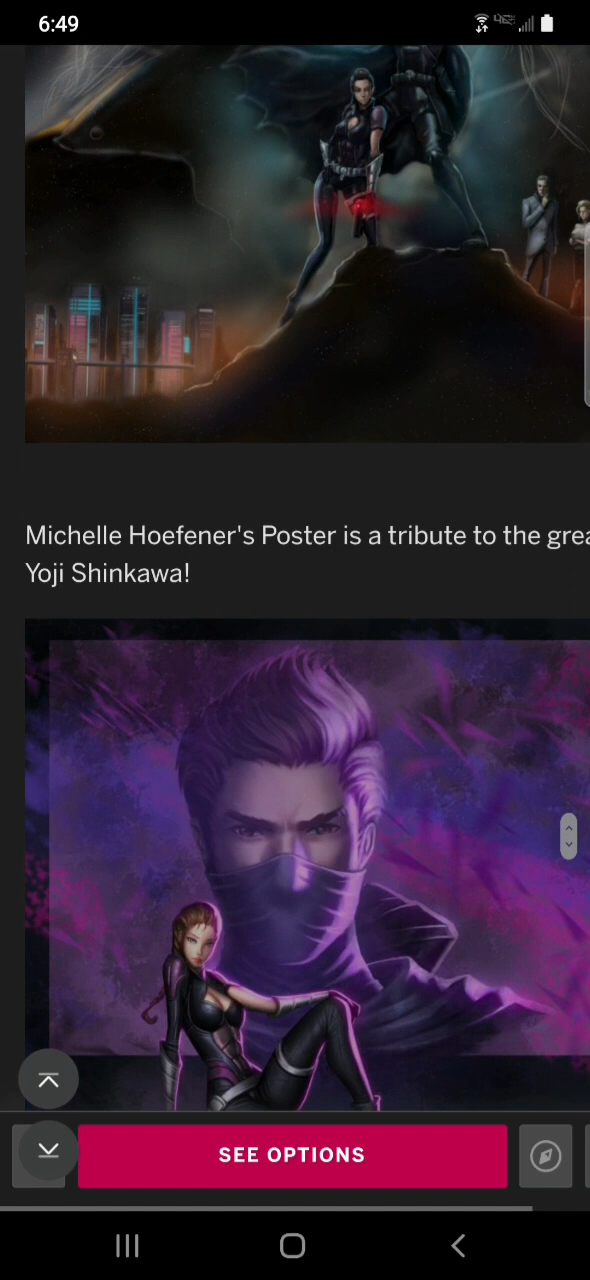 6:49
Michelle Hoefener's Poster is a tribute to the grea
Yoji Shinkawa!
SEE OPTIONS